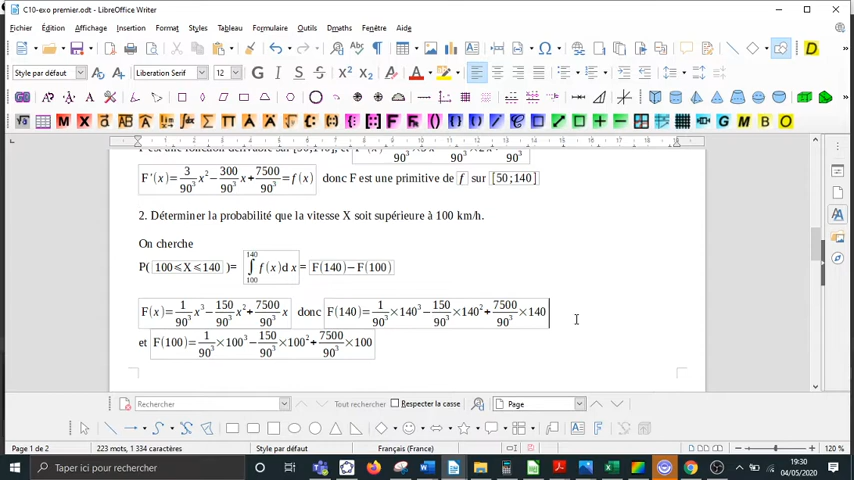 C10-exo premier.odt - LibreOffice Writer
Fichier Édition Affichage Insertion Format Styles Tableau Formulaire Outils Dmaths Fenêtre Aide
Style par défaut Liberation Serif 12
F'(x)=3/90³ x²−300/90³ x+7500/90³=f(x) donc F est une primitive de f sur [50;140]
2. Déterminer la probabilité que la vitesse X soit supérieure à 100 km/h.
On cherche
P( 100⩽X⩽140 )= ∫₁₀₀¹⁴⁰ f(x)d x = F(140)−F(100)
F(x)=1/90³ x³−150/90³ x²+7500/90³ x donc F(140)=1/90³×140³−150/90³×140²+7500/90³×140
et F(100)=1/90³×100³−150/90³×100²+7500/90³×100
Rechercher Tout rechercher Respecter la casse Page
Page 1 de 2 223 mots, 1 334 caractères Style par défaut Français (France) 120 %
Taper ici pour rechercher 19:30
04/05/2020